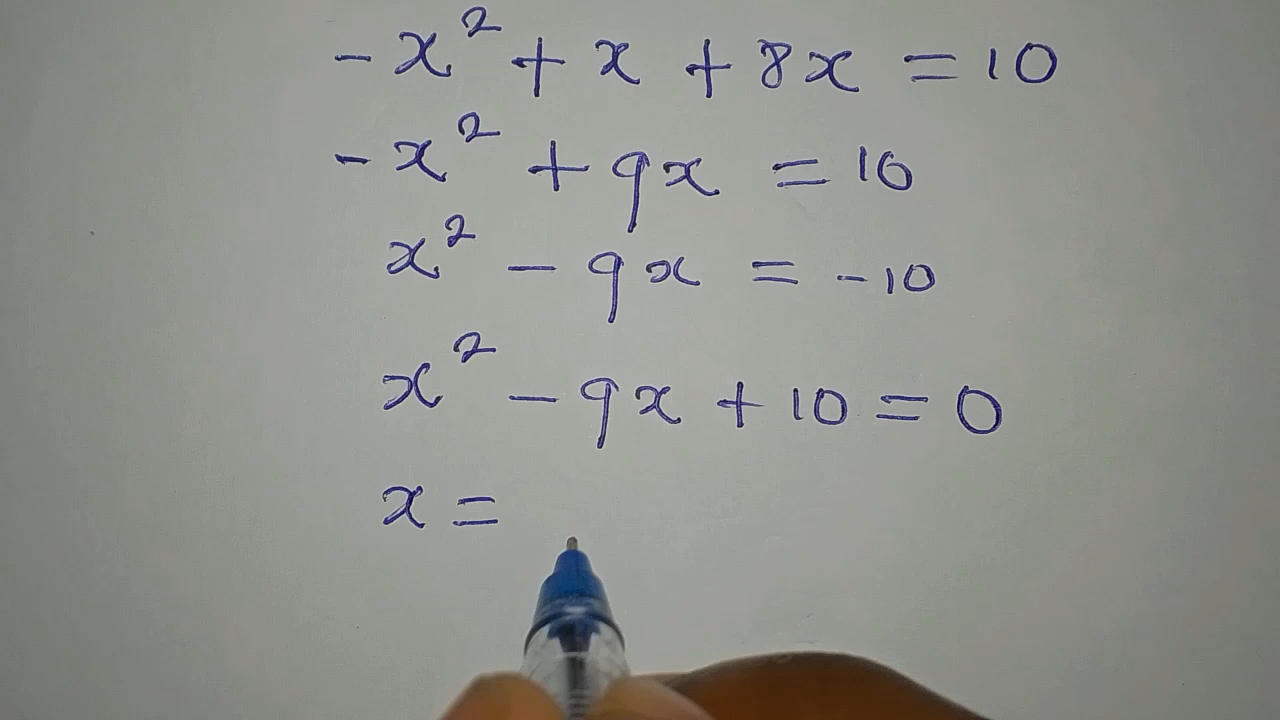 -x² + x + 8x = 10
-x² + 9x = 10
x² - 9x = -10
x² - 9x + 10 = 0
x =